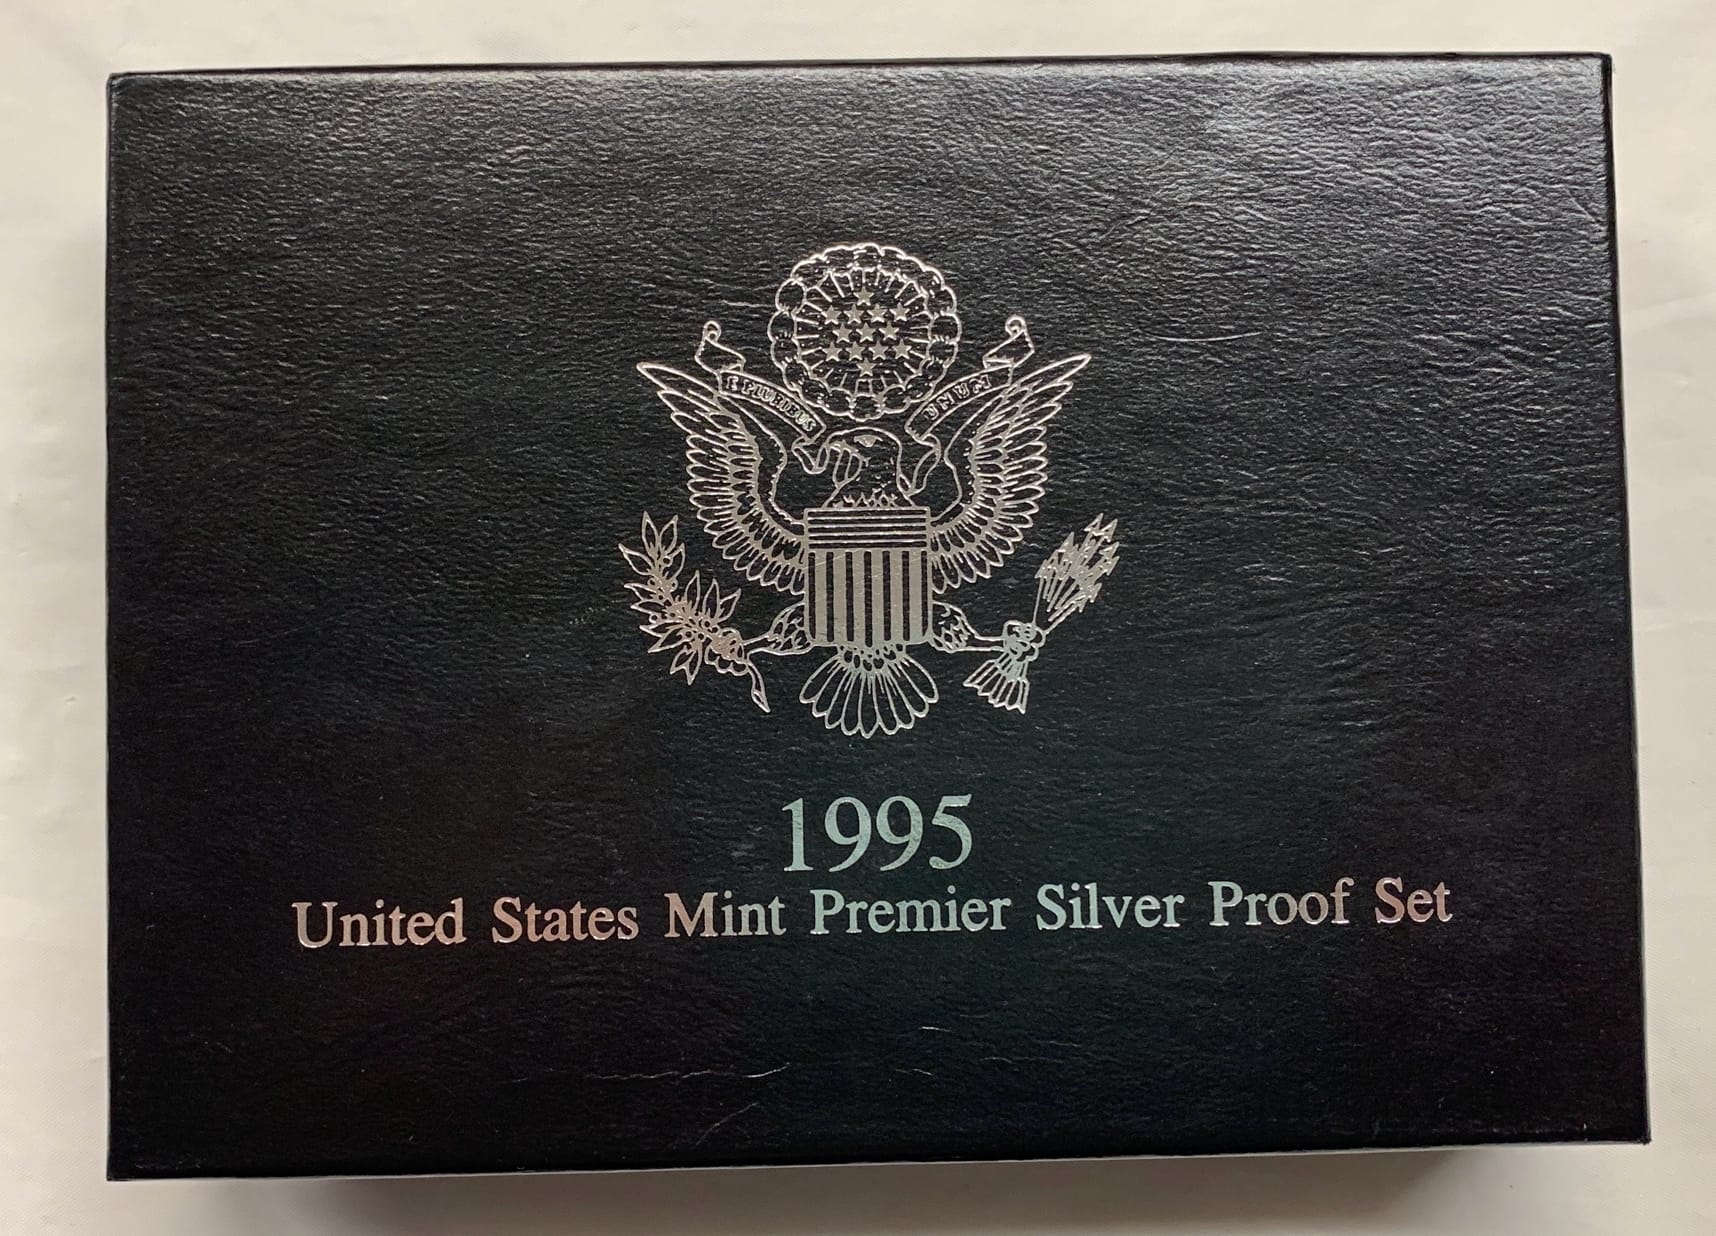 E PLURIBUS UNUM
1995
United States Mint Premier Silver Proof Set